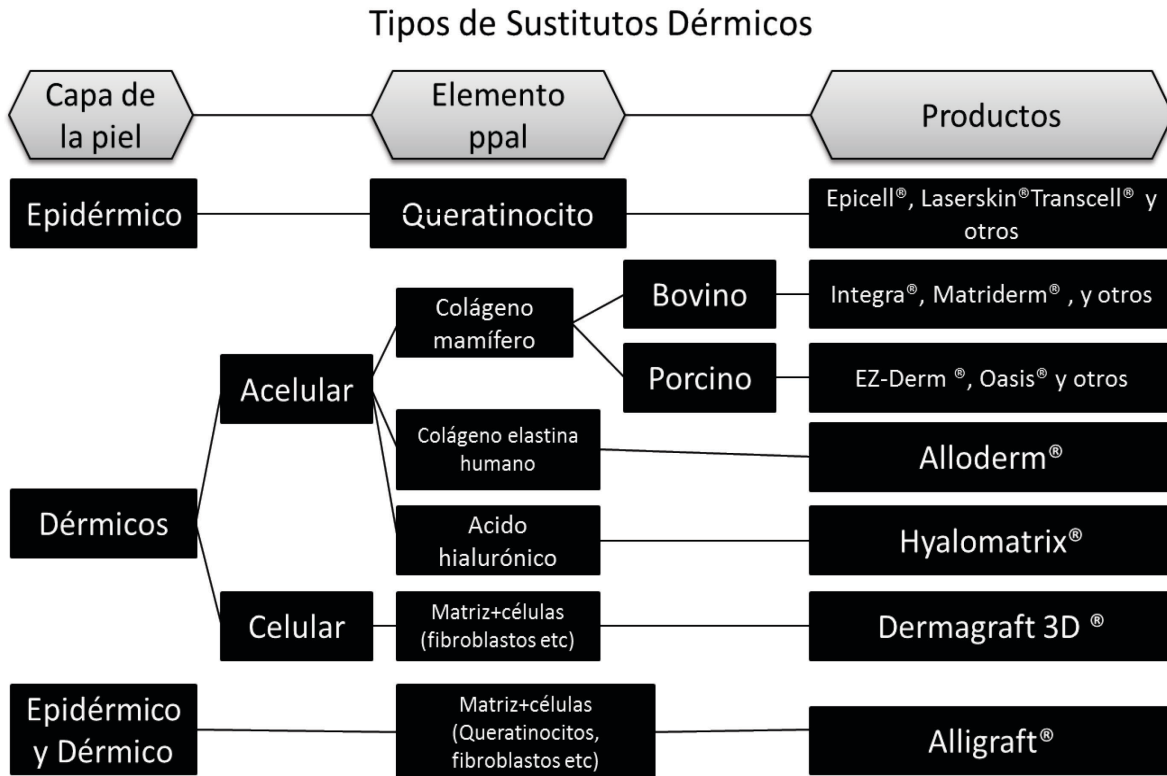 Tipos de Sustitutos Dérmicos
Capa de
la piel
Elemento
ppal
Productos
Epidérmico
Queratinocito
Epicell®, Laserskin®Transcell® y
otros
Dérmicos
Acelular
Colágeno
mamífero
Bovino
Integra®, Matriderm® , y otros
Porcino
EZ-Derm ®, Oasis® y otros
Colágeno elastina
humano
Alloderm®
Acido
hialurónico
Hyalomatrix®
Celular
Matriz+células
(fibroblastos etc)
Dermagraft 3D ®
Epidérmico
y Dérmico
Matriz+células
(Queratinocitos,
fibroblastos etc)
Alligraft®